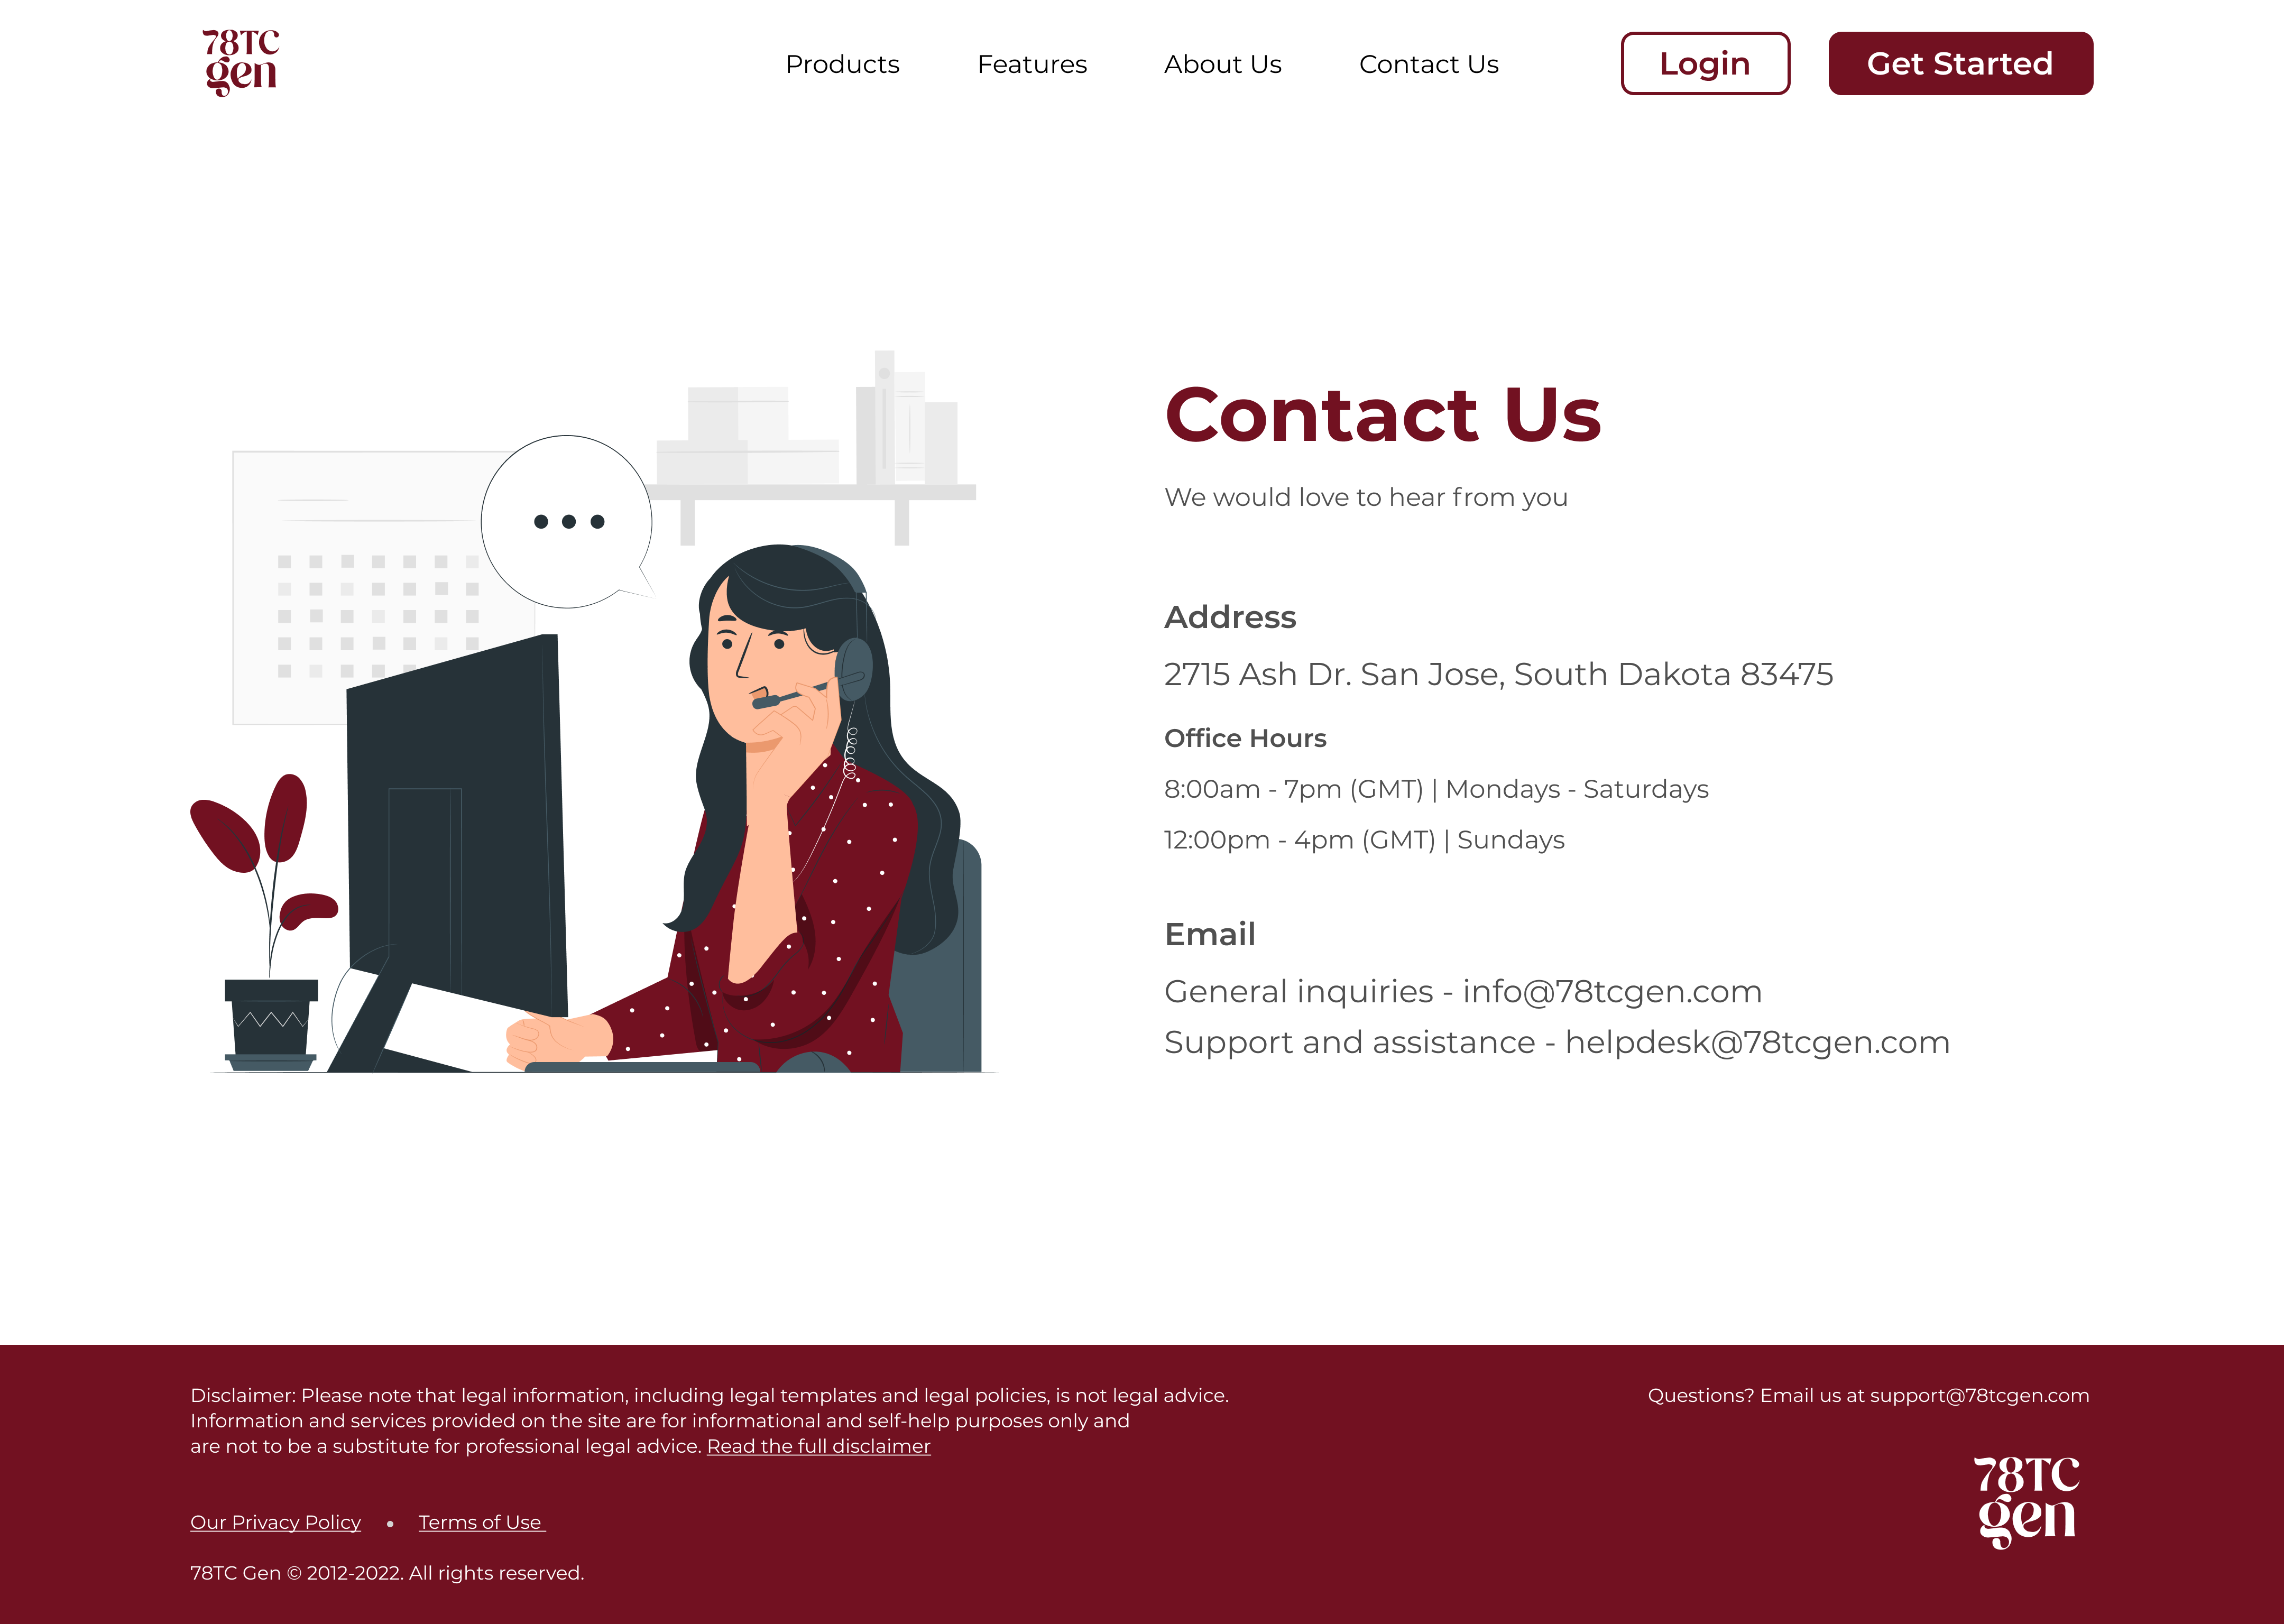 78TC
gen
Products Features About Us Contact Us Login Get Started
Contact Us
We would love to hear from you
Address
2715 Ash Dr. San Jose, South Dakota 83475
Office Hours
8:00am - 7pm (GMT) | Mondays - Saturdays
12:00pm - 4pm (GMT) | Sundays
Email
General inquiries - info@78tcgen.com
Support and assistance - helpdesk@78tcgen.com
Disclaimer: Please note that legal information, including legal templates and legal policies, is not legal advice.
Information and services provided on the site are for informational and self-help purposes only and
are not to be a substitute for professional legal advice. Read the full disclaimer
Our Privacy Policy • Terms of Use
78TC Gen © 2012-2022. All rights reserved.
Questions? Email us at support@78tcgen.com
78TC
gen